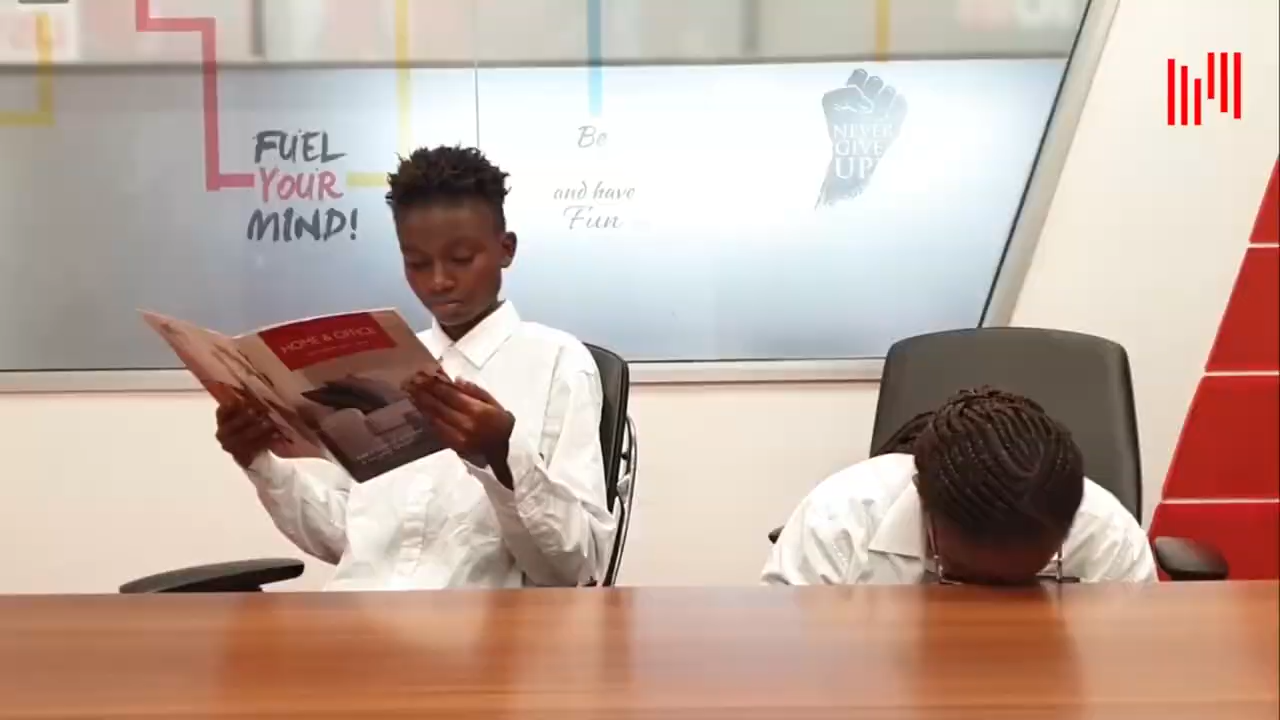 FUEL
YOUR
MIND!
Be
and have
Fun
NEVER
GIVE
UP!
HOME & OFFICE